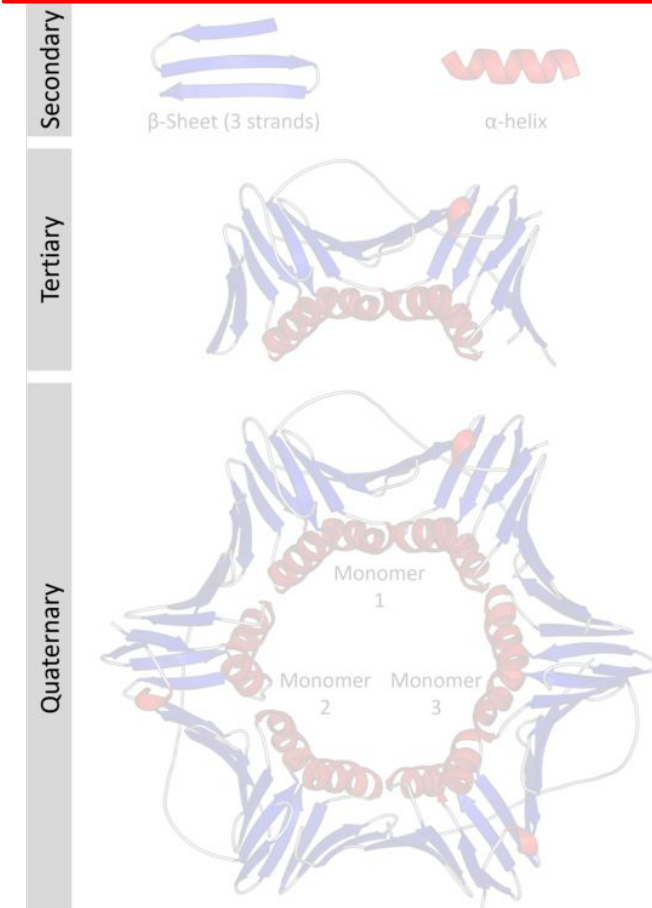 Secondary
β-Sheet (3 strands)
α-helix
Tertiary
Quaternary
Monomer
1
Monomer
2
Monomer
3